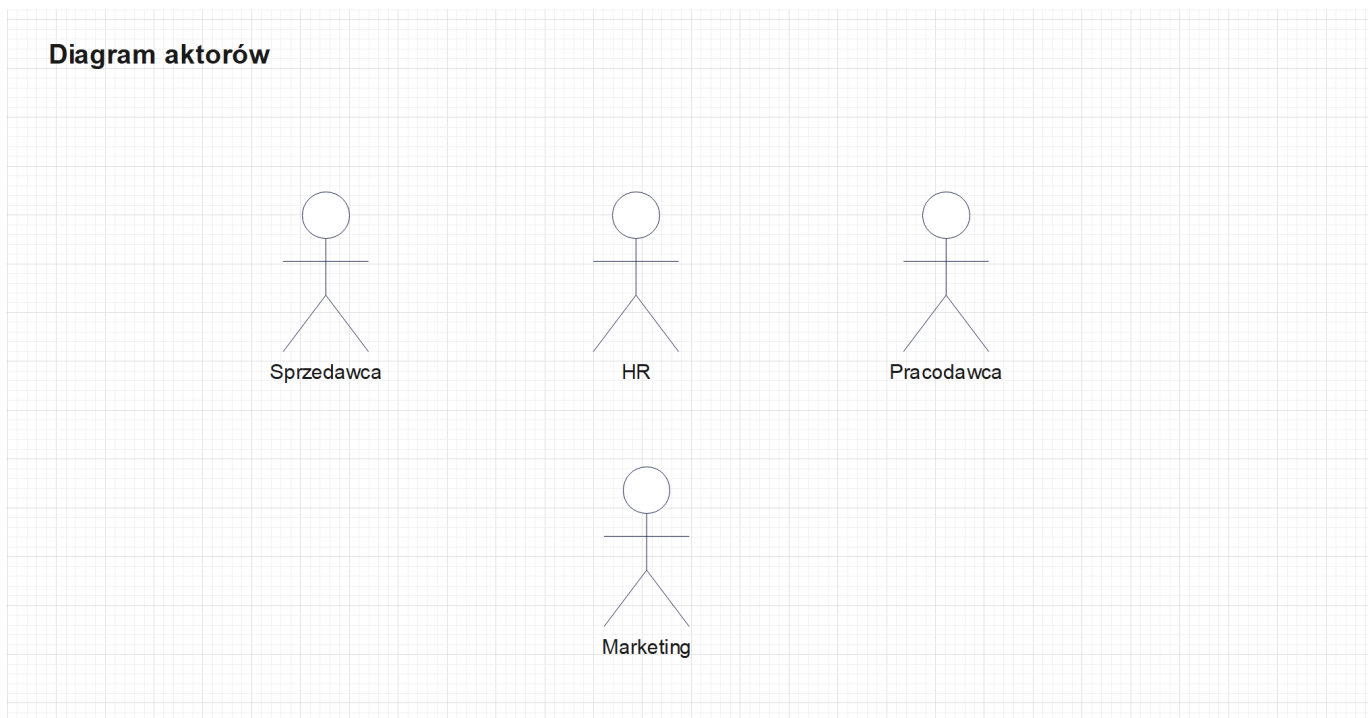 Diagram aktorów
Sprzedawca
HR
Pracodawca
Marketing